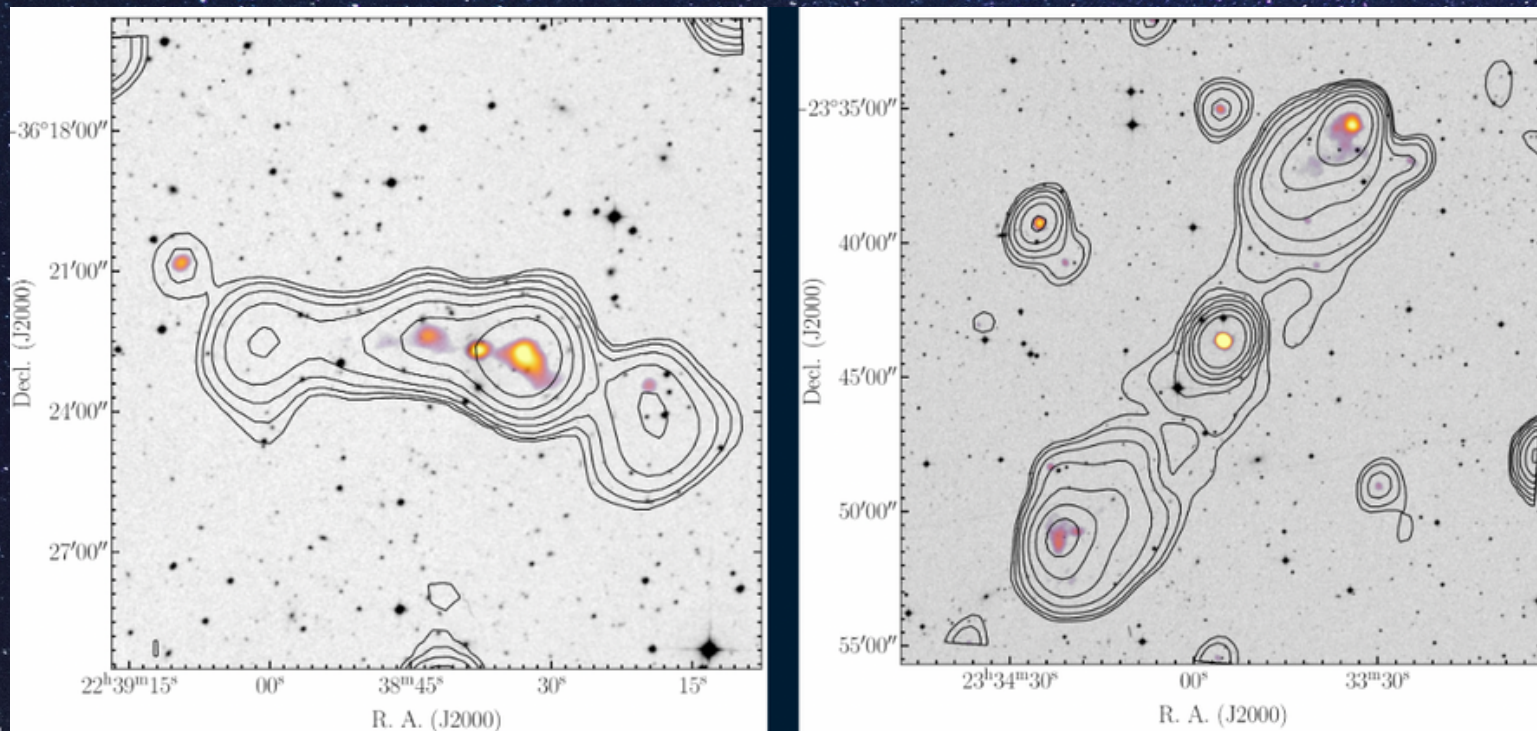 -36°18′00″
21′00″
24′00″
27′00″
Decl. (J2000)
22ʰ39ᵐ15ˢ 00ˢ 38ᵐ45ˢ 30ˢ 15ˢ
R. A. (J2000)
-23°35′00″
40′00″
45′00″
50′00″
55′00″
Decl. (J2000)
23ʰ34ᵐ30ˢ 00ˢ 33ᵐ30ˢ
R. A. (J2000)